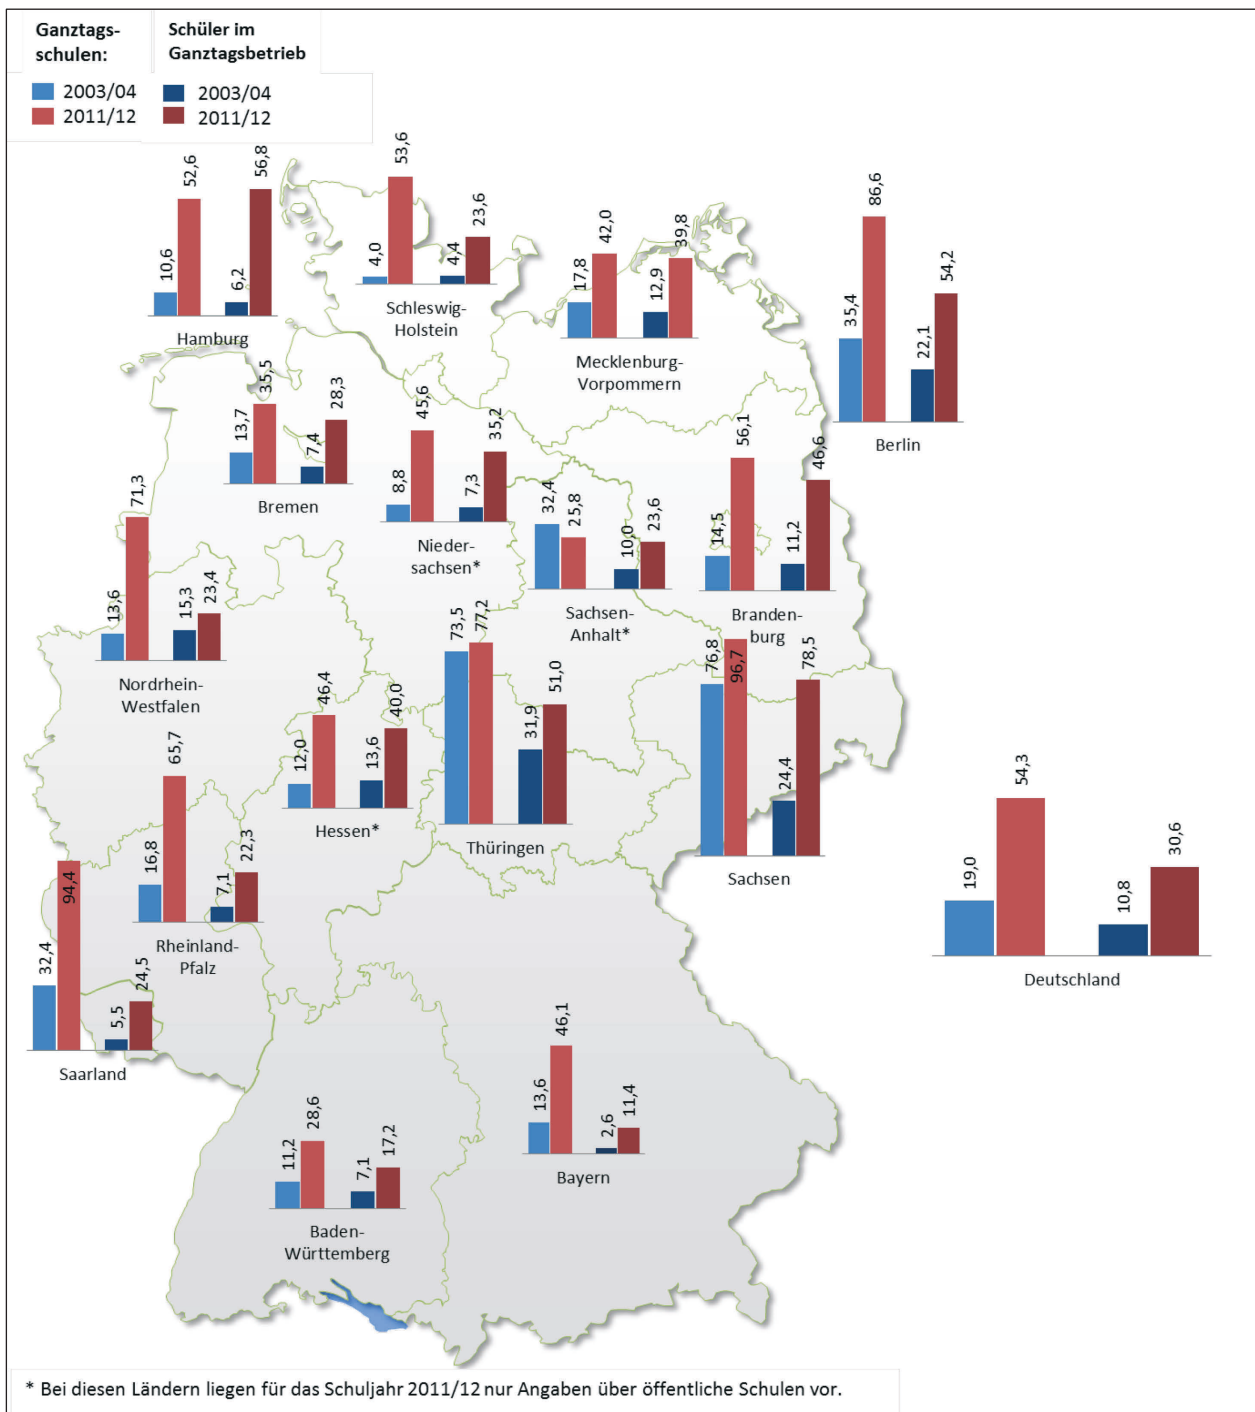 Ganztags-
schulen:
2003/04
2011/12
Schüler im
Ganztagsbetrieb
2003/04
2011/12
10,6
52,6
6,2
56,8
Hamburg
4,0
53,6
4,4
23,6
Schleswig-
Holstein
17,8
42,0
12,9
39,8
Mecklenburg-
Vorpommern
35,4
86,6
22,1
54,2
Berlin
13,7
35,5
7,4
28,3
Bremen
8,8
45,6
7,3
35,2
Nieder-
sachsen*
32,4
25,8
10,0
23,6
Sachsen-
Anhalt*
14,5
56,1
11,2
46,6
Branden-
burg
13,6
71,3
15,3
23,4
Nordrhein-
Westfalen
12,0
46,4
13,6
40,0
Hessen*
73,5
77,2
31,9
51,0
Thüringen
76,8
96,7
24,4
78,5
Sachsen
16,8
65,7
7,1
22,3
Rheinland-
Pfalz
32,4
94,4
5,5
24,5
Saarland
19,0
54,3
10,8
30,6
Deutschland
11,2
28,6
7,1
17,2
Baden-
Württemberg
13,6
46,1
2,6
11,4
Bayern
* Bei diesen Ländern liegen für das Schuljahr 2011/12 nur Angaben über öffentliche Schulen vor.